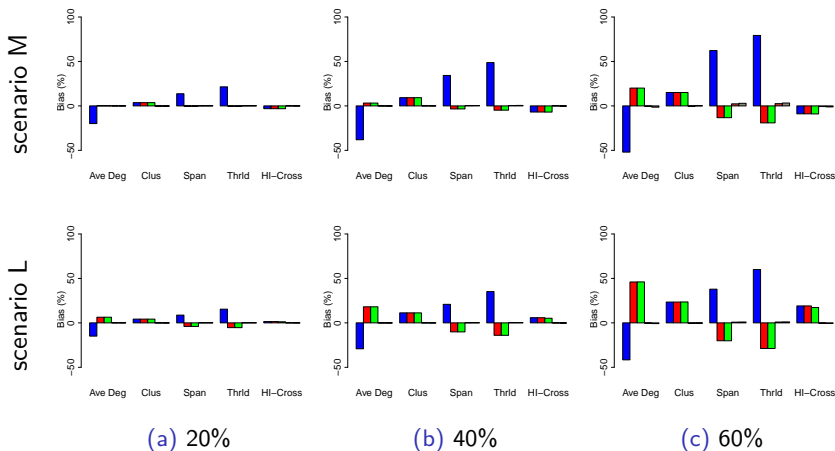 scenario M
Bias (%)
100
50
0
−50
Ave Deg Clus Span Thrld HI−Cross
Bias (%)
100
50
0
−50
Ave Deg Clus Span Thrld HI−Cross
Bias (%)
100
50
0
−50
Ave Deg Clus Span Thrld HI−Cross
scenario L
Bias (%)
100
50
0
−50
Ave Deg Clus Span Thrld HI−Cross
Bias (%)
100
50
0
−50
Ave Deg Clus Span Thrld HI−Cross
Bias (%)
100
50
0
−50
Ave Deg Clus Span Thrld HI−Cross
(a) 20%
(b) 40%
(c) 60%